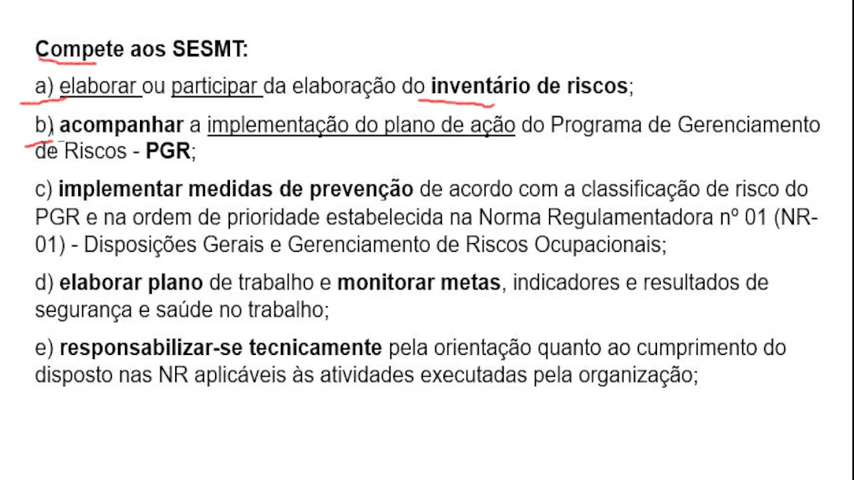 Compete aos SESMT:
a) elaborar ou participar da elaboração do inventário de riscos;
b) acompanhar a implementação do plano de ação do Programa de Gerenciamento
de Riscos - PGR;
c) implementar medidas de prevenção de acordo com a classificação de risco do
PGR e na ordem de prioridade estabelecida na Norma Regulamentadora nº 01 (NR-
01) - Disposições Gerais e Gerenciamento de Riscos Ocupacionais;
d) elaborar plano de trabalho e monitorar metas, indicadores e resultados de
segurança e saúde no trabalho;
e) responsabilizar-se tecnicamente pela orientação quanto ao cumprimento do
disposto nas NR aplicáveis às atividades executadas pela organização;